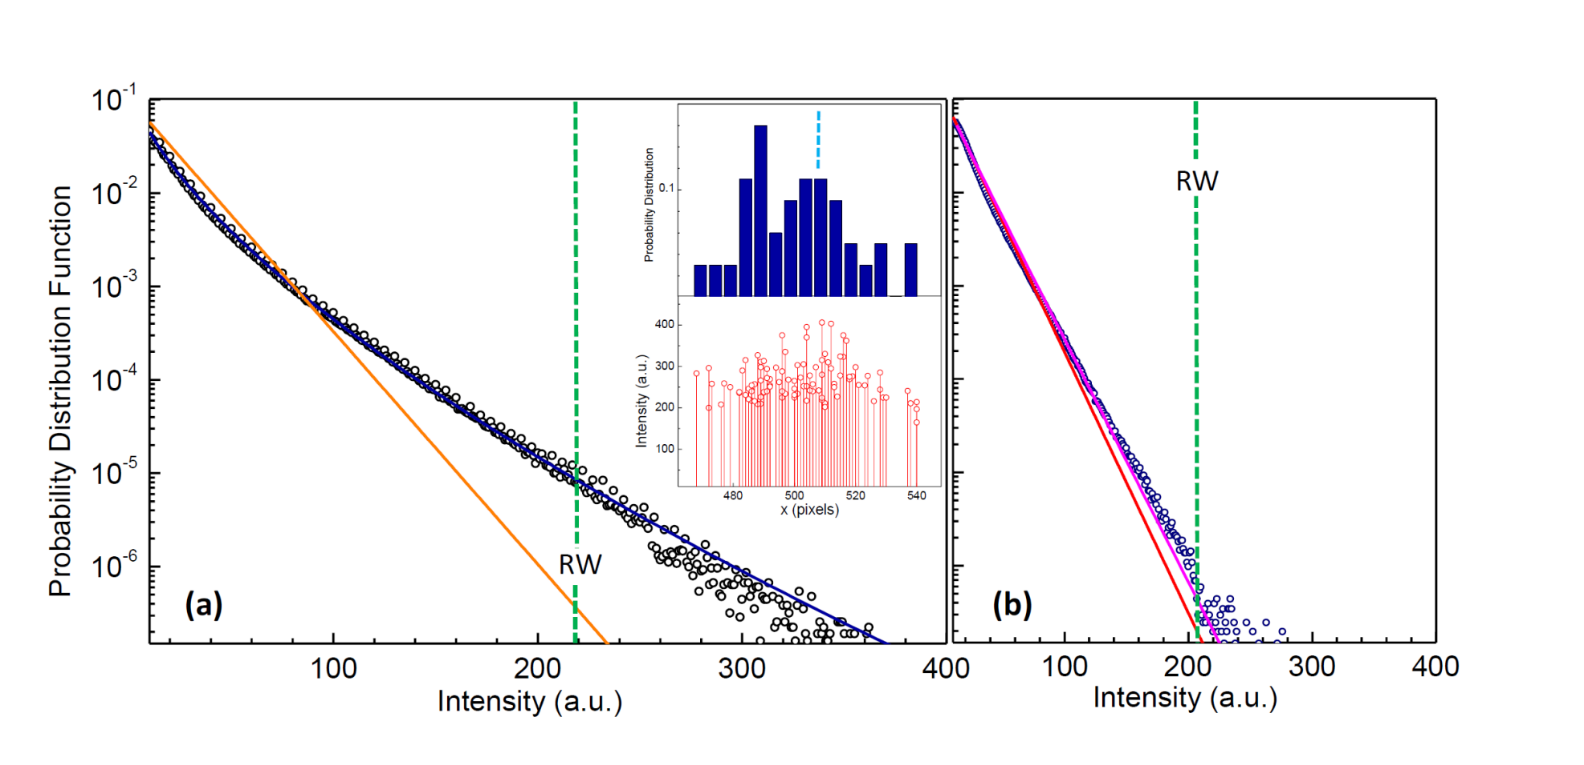 Probability Distribution Function
10-1
10-2
10-3
10-4
10-5
10-6
100
200
300
400
Intensity (a.u.)
(a)
RW
Probability Distribution
0.1
Intensity (a.u.)
400
300
200
100
480
500
520
540
x (pixels)
RW
(b)
100
200
300
400
Intensity (a.u.)